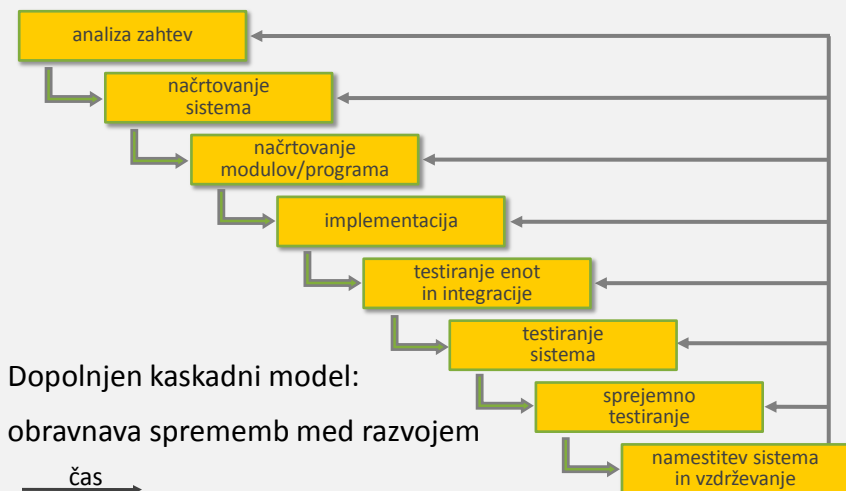 analiza zahtev
načrtovanje
sistema
načrtovanje
modulov/programa
implementacija
testiranje enot
in integracije
testiranje
sistema
Dopolnjen kaskadni model:
sprejemno
testiranje
obravnava sprememb med razvojem
namestitev sistema
in vzdrževanje
čas